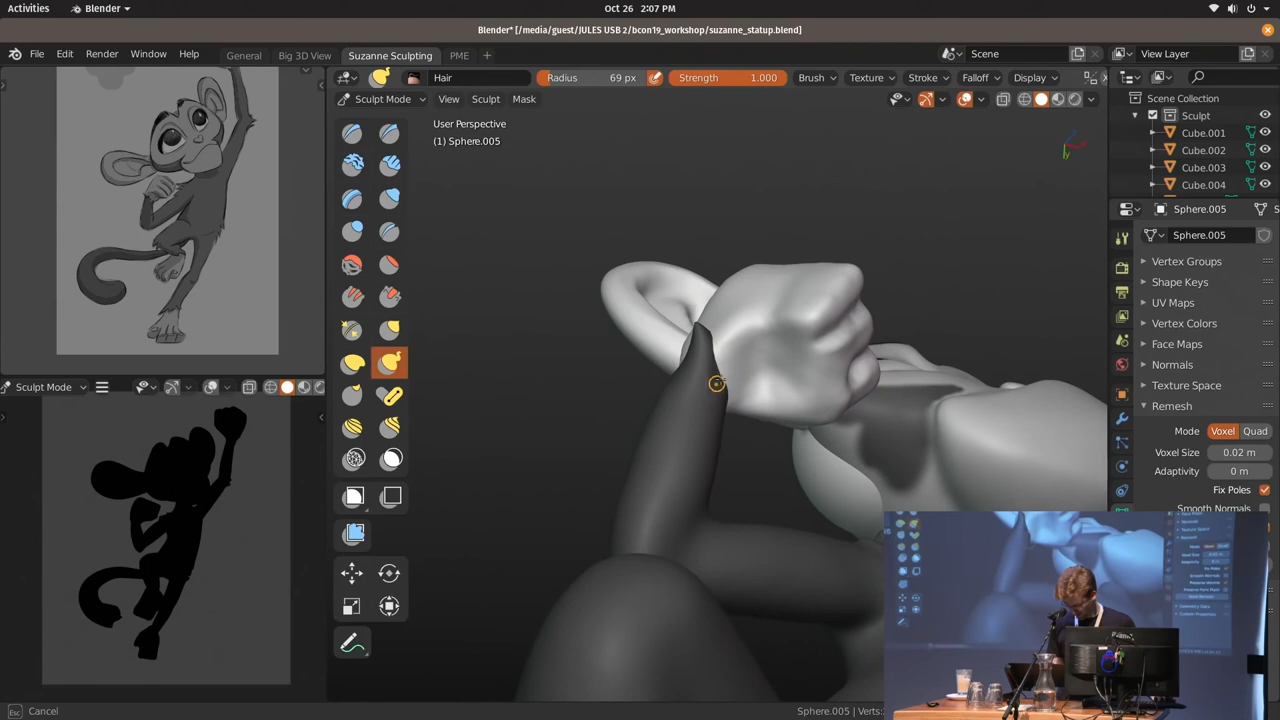 Activities
Blender
Oct 26 2:07 PM
Blender* [/media/guest/JULES USB 2/bcon19_workshop/suzanne_statup.blend]
File Edit Render Window Help
General Big 3D View Suzanne Sculpting PME +
Scene
View Layer
Hair
Radius 69 px
Strength 1.000
Brush Texture Stroke Falloff Display
Sculpt Mode View Sculpt Mask
Scene Collection
User Perspective
(1) Sphere.005
Sculpt
Cube.001
Cube.002
Cube.003
Cube.004
Sphere.005
S
Sphere.005
Vertex Groups
Shape Keys
UV Maps
Vertex Colors
Face Maps
Normals
Texture Space
Remesh
Sculpt Mode
Mode Voxel Quad
Voxel Size 0.02 m
Adaptivity 0 m
Fix Poles
Smooth Normals
Esc Cancel
Sphere.005 | Verts: